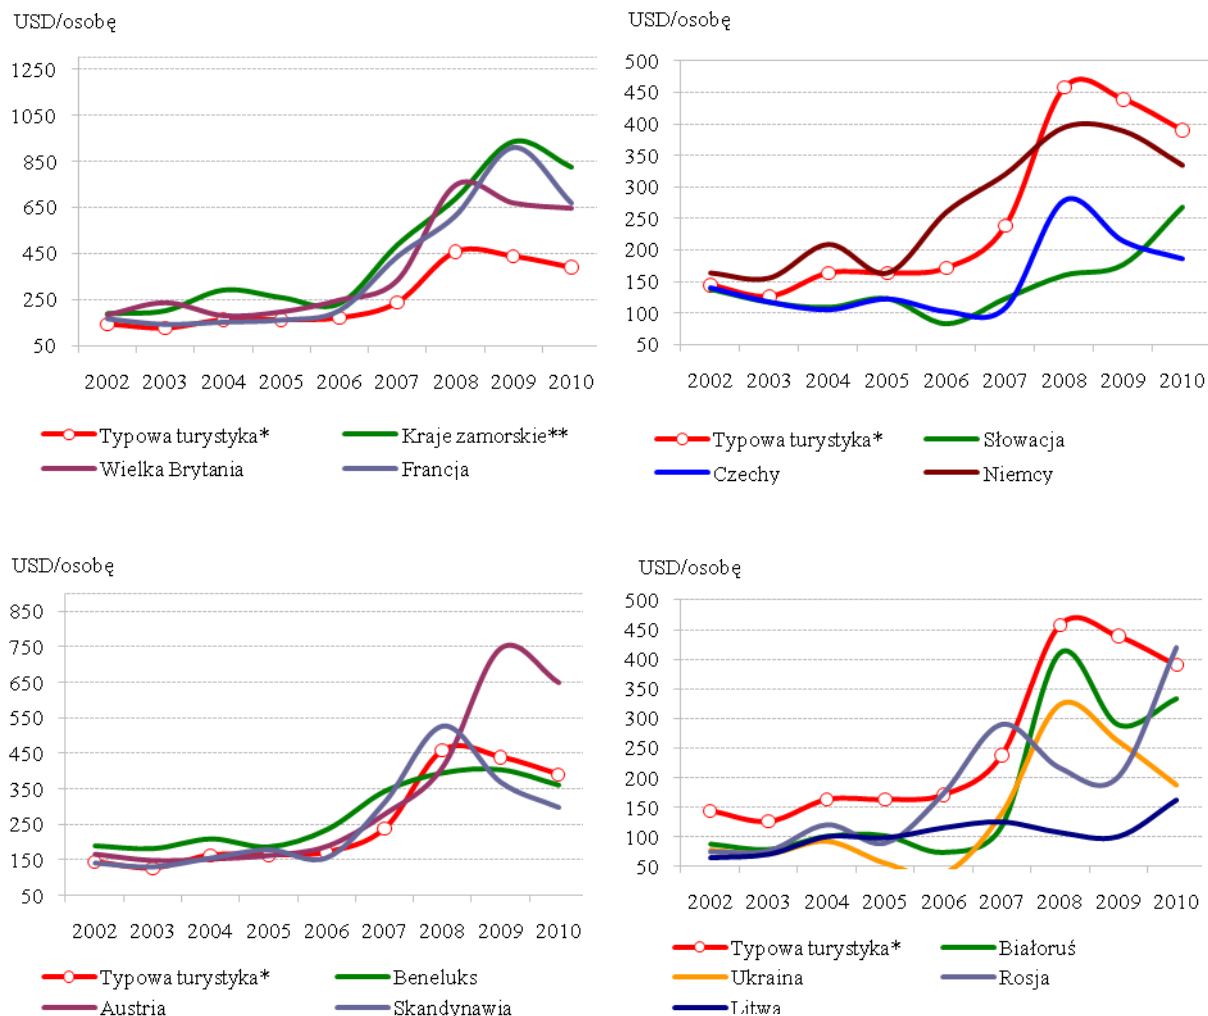 USD/osobę
1250
1050
850
650
450
250
50
2002 2003 2004 2005 2006 2007 2008 2009 2010
Typowa turystyka* Kraje zamorskie**
Wielka Brytania Francja
USD/osobę
500
450
400
350
300
250
200
150
100
50
2002 2003 2004 2005 2006 2007 2008 2009 2010
Typowa turystyka* Słowacja
Czechy Niemcy
USD/osobę
850
750
650
550
450
350
250
150
50
2002 2003 2004 2005 2006 2007 2008 2009 2010
Typowa turystyka* Beneluks
Austria Skandynawia
USD/osobę
500
450
400
350
300
250
200
150
100
50
2002 2003 2004 2005 2006 2007 2008 2009 2010
Typowa turystyka* Białoruś
Ukraina Rosja
Litwa